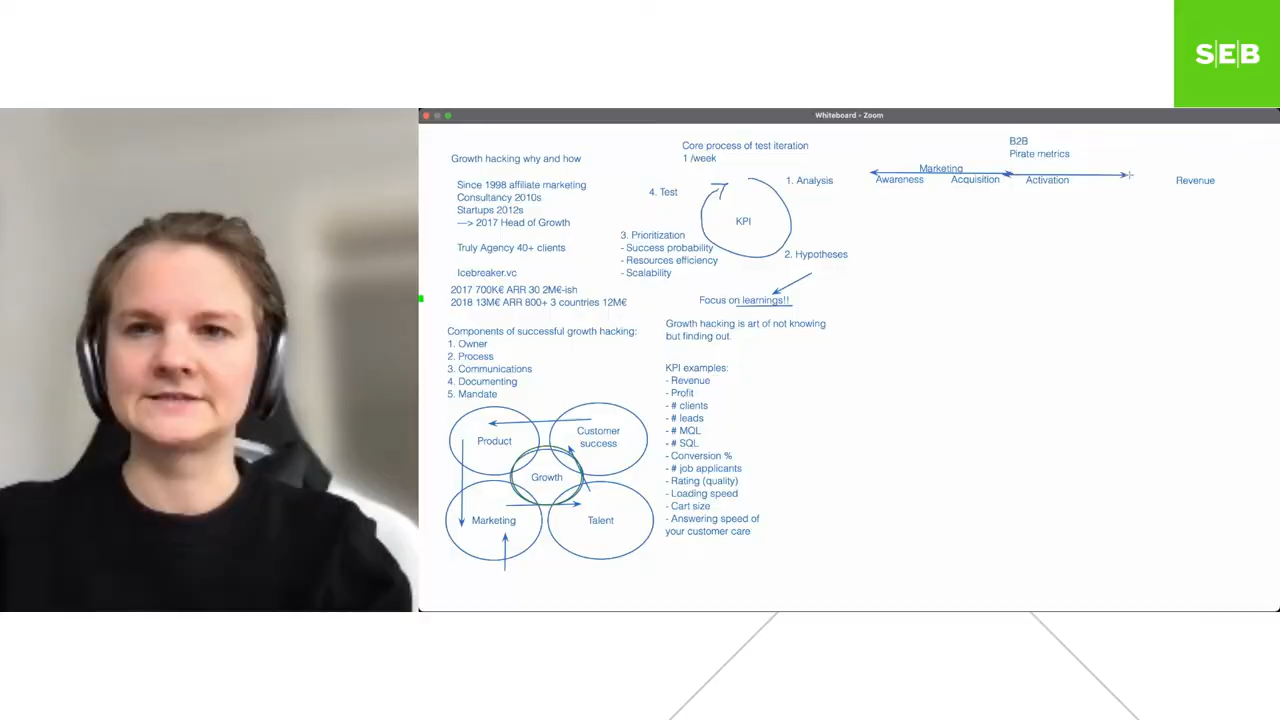 S|E|B
Whiteboard - Zoom
Growth hacking why and how
Since 1998 affiliate marketing
Consultancy 2010s
Startups 2012s
—> 2017 Head of Growth
Truly Agency 40+ clients
Icebreaker.vc
2017 700K€ ARR 30 2M€-ish
2018 13M€ ARR 800+ 3 countries 12M€
Components of successful growth hacking:
1. Owner
2. Process
3. Communications
4. Documenting
5. Mandate
Product
Customer
success
Growth
Marketing
Talent
Core process of test iteration
1 /week
1. Analysis
4. Test
KPI
3. Prioritization
- Success probability
- Resources efficiency
- Scalability
2. Hypotheses
Focus on learnings!!
Growth hacking is art of not knowing
but finding out.
KPI examples:
- Revenue
- Profit
- # clients
- # leads
- # MQL
- # SQL
- Conversion %
- # job applicants
- Rating (quality)
- Loading speed
- Cart size
- Answering speed of
your customer care
B2B
Pirate metrics
Marketing
Awareness Acquisition Activation Revenue